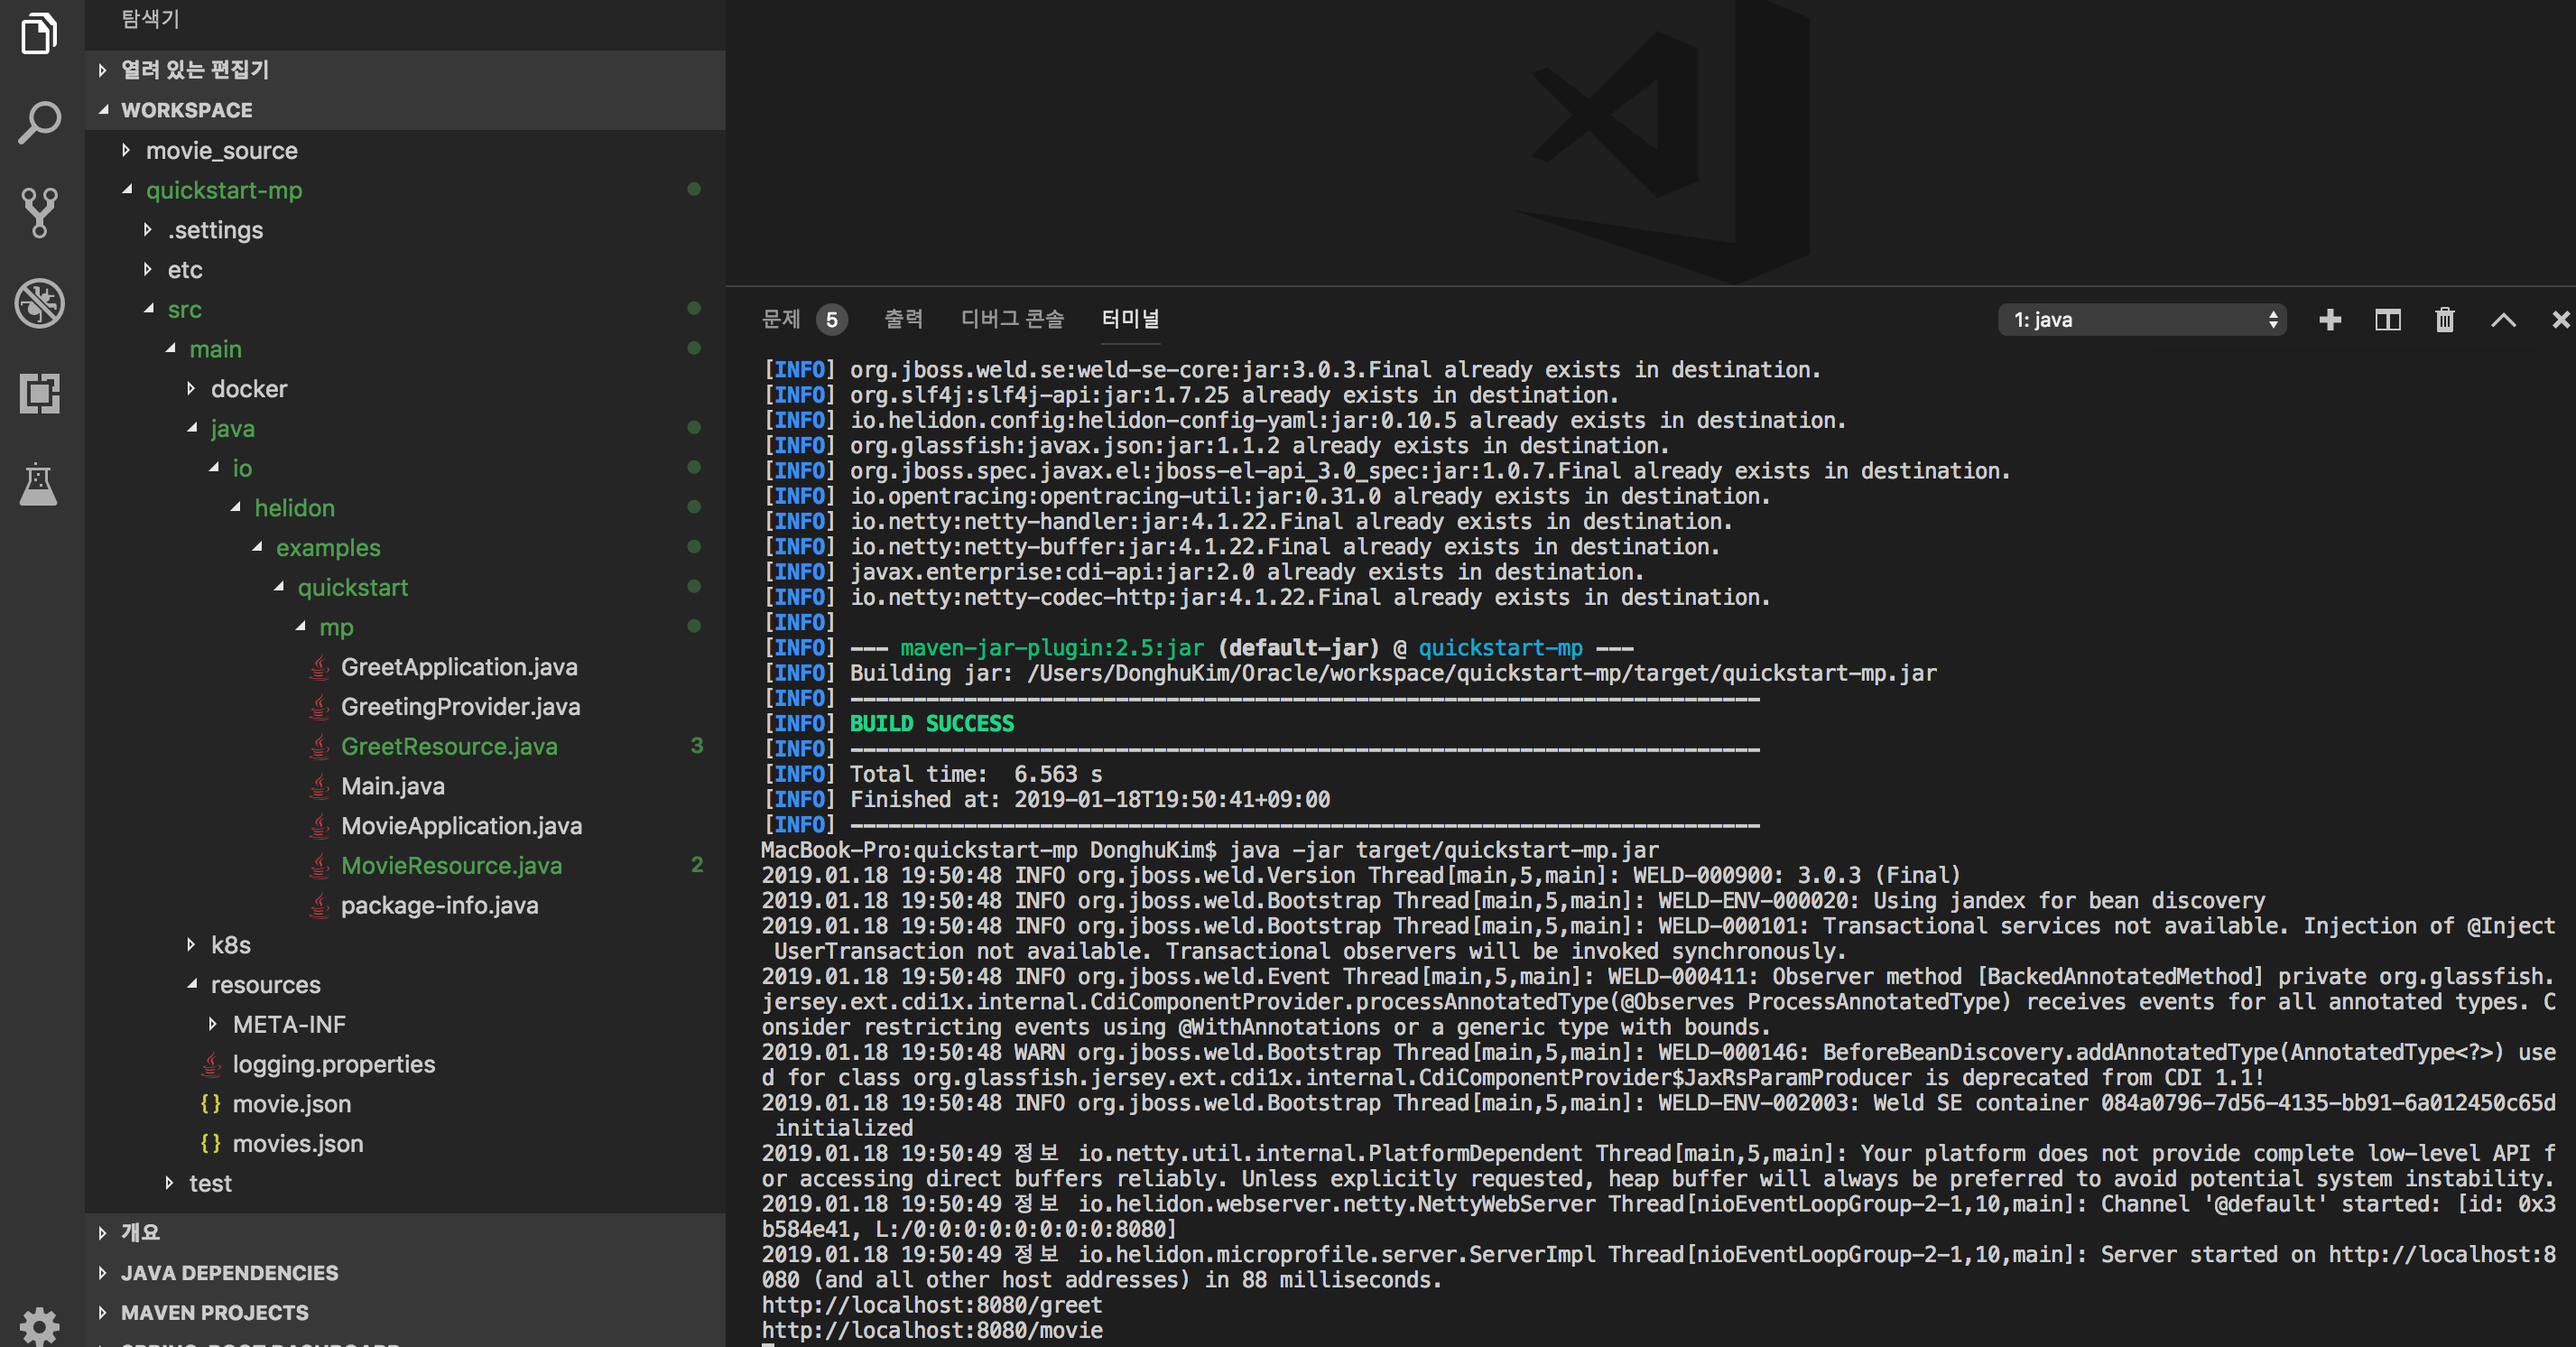 탐색기
열려 있는 편집기
WORKSPACE
movie_source
quickstart-mp
.settings
etc
src
main
docker
java
io
helidon
examples
quickstart
mp
GreetApplication.java
GreetingProvider.java
GreetResource.java 3
Main.java
MovieApplication.java
MovieResource.java 2
package-info.java
k8s
resources
META-INF
logging.properties
{} movie.json
{} movies.json
test
개요
JAVA DEPENDENCIES
MAVEN PROJECTS
SPRING-BOOT DASHBOARD
문제 5 출력 디버그 콘솔 터미널 1: java
[INFO] org.jboss.weld.se:weld-se-core:jar:3.0.3.Final already exists in destination.
[INFO] org.slf4j:slf4j-api:jar:1.7.25 already exists in destination.
[INFO] io.helidon.config:helidon-config-yaml:jar:0.10.5 already exists in destination.
[INFO] org.glassfish:javax.json:jar:1.1.2 already exists in destination.
[INFO] org.jboss.spec.javax.el:jboss-el-api_3.0_spec:jar:1.0.7.Final already exists in destination.
[INFO] io.opentracing:opentracing-util:jar:0.31.0 already exists in destination.
[INFO] io.netty:netty-handler:jar:4.1.22.Final already exists in destination.
[INFO] io.netty:netty-buffer:jar:4.1.22.Final already exists in destination.
[INFO] javax.enterprise:cdi-api:jar:2.0 already exists in destination.
[INFO] io.netty:netty-codec-http:jar:4.1.22.Final already exists in destination.
[INFO]
[INFO] --- maven-jar-plugin:2.5:jar (default-jar) @ quickstart-mp ---
[INFO] Building jar: /Users/DonghuKim/Oracle/workspace/quickstart-mp/target/quickstart-mp.jar
[INFO] ------------------------------------------------------------------------
[INFO] BUILD SUCCESS
[INFO] ------------------------------------------------------------------------
[INFO] Total time:  6.563 s
[INFO] Finished at: 2019-01-18T19:50:41+09:00
[INFO] ------------------------------------------------------------------------
MacBook-Pro:quickstart-mp DonghuKim$ java -jar target/quickstart-mp.jar
2019.01.18 19:50:48 INFO org.jboss.weld.Version Thread[main,5,main]: WELD-000900: 3.0.3 (Final)
2019.01.18 19:50:48 INFO org.jboss.weld.Bootstrap Thread[main,5,main]: WELD-ENV-000020: Using jandex for bean discovery
2019.01.18 19:50:48 INFO org.jboss.weld.Bootstrap Thread[main,5,main]: WELD-000101: Transactional services not available. Injection of @Inject
UserTransaction not available. Transactional observers will be invoked synchronously.
2019.01.18 19:50:48 INFO org.jboss.weld.Event Thread[main,5,main]: WELD-000411: Observer method [BackedAnnotatedMethod] private org.glassfish.
jersey.ext.cdi1x.internal.CdiComponentProvider.processAnnotatedType(@Observes ProcessAnnotatedType) receives events for all annotated types. C
onsider restricting events using @WithAnnotations or a generic type with bounds.
2019.01.18 19:50:48 WARN org.jboss.weld.Bootstrap Thread[main,5,main]: WELD-000146: BeforeBeanDiscovery.addAnnotatedType(AnnotatedType<?>) use
d for class org.glassfish.jersey.ext.cdi1x.internal.CdiComponentProvider$JaxRsParamProducer is deprecated from CDI 1.1!
2019.01.18 19:50:48 INFO org.jboss.weld.Bootstrap Thread[main,5,main]: WELD-ENV-002003: Weld SE container 084a0796-7d56-4135-bb91-6a012450c65d
initialized
2019.01.18 19:50:49 정보 io.netty.util.internal.PlatformDependent Thread[main,5,main]: Your platform does not provide complete low-level API f
or accessing direct buffers reliably. Unless explicitly requested, heap buffer will always be preferred to avoid potential system instability.
2019.01.18 19:50:49 정보 io.helidon.webserver.netty.NettyWebServer Thread[nioEventLoopGroup-2-1,10,main]: Channel '@default' started: [id: 0x3
b584e41, L:/0:0:0:0:0:0:0:0:8080]
2019.01.18 19:50:49 정보 io.helidon.microprofile.server.ServerImpl Thread[nioEventLoopGroup-2-1,10,main]: Server started on http://localhost:8
080 (and all other host addresses) in 88 milliseconds.
http://localhost:8080/greet
http://localhost:8080/movie